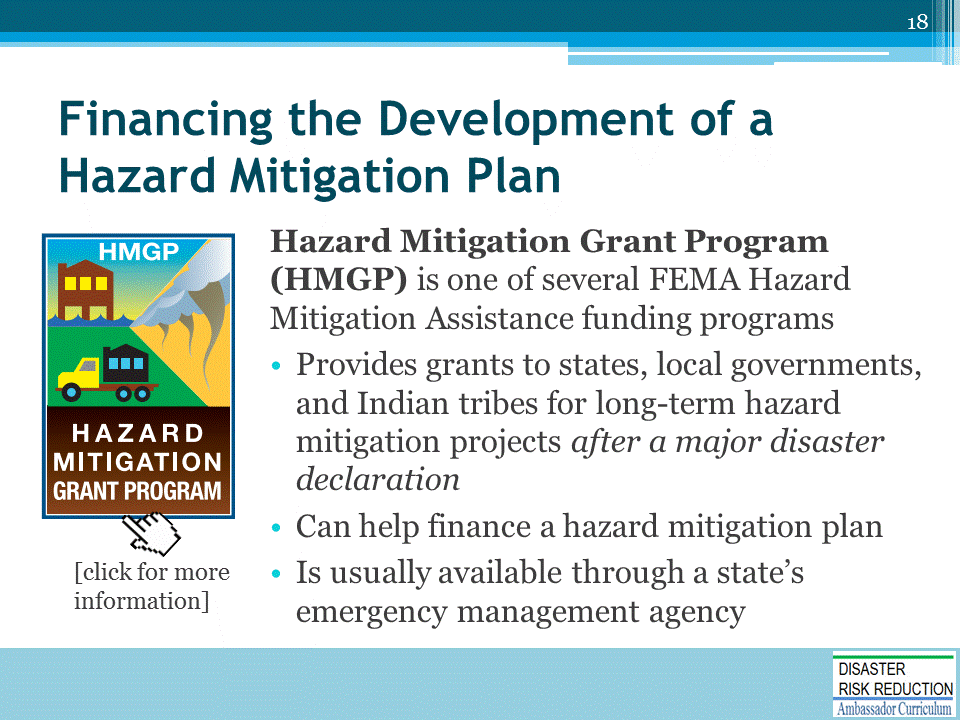 18
Financing the Development of a
Hazard Mitigation Plan
HMGP
HAZARD
MITIGATION
GRANT PROGRAM
[click for more
information]
Hazard Mitigation Grant Program
(HMGP) is one of several FEMA Hazard
Mitigation Assistance funding programs
• Provides grants to states, local governments,
and Indian tribes for long-term hazard
mitigation projects after a major disaster
declaration
• Can help finance a hazard mitigation plan
• Is usually available through a state’s
emergency management agency
DISASTER
RISK REDUCTION
Ambassador Curriculum